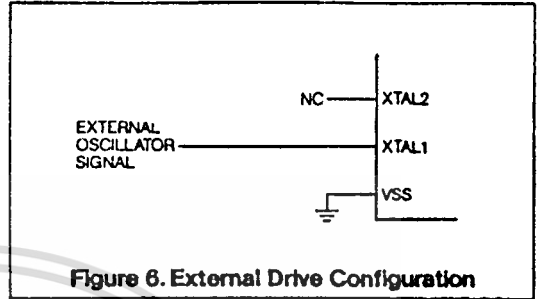 NC XTAL2
EXTERNAL
OSCILLATOR XTAL1
SIGNAL
VSS
Figure 6. External Drive Configuration